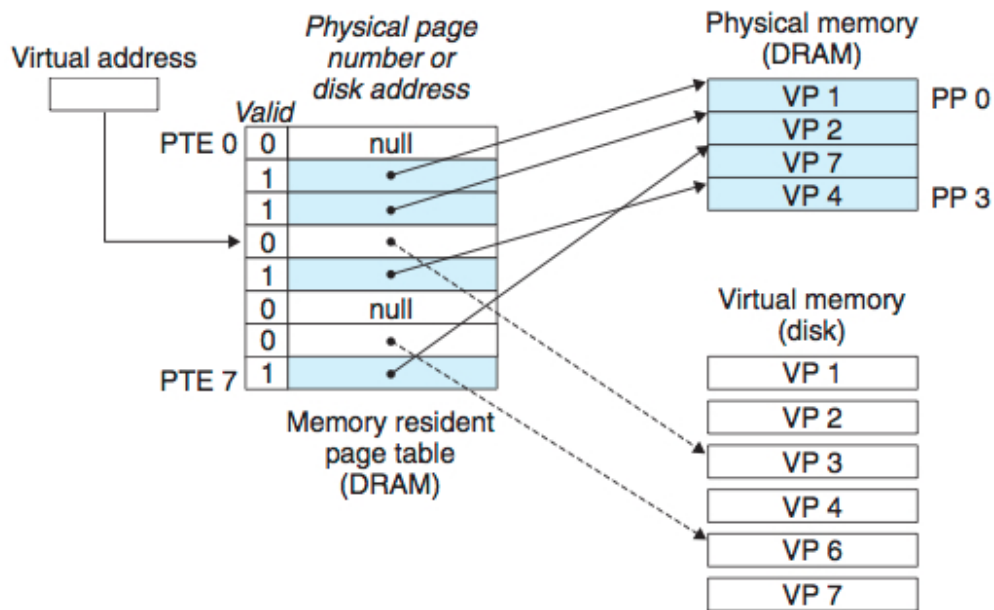 Virtual address
Physical page
number or
disk address
Valid
PTE 0
0
null
1
1
0
1
0
null
0
PTE 7
1
Memory resident
page table
(DRAM)
Physical memory
(DRAM)
VP 1
PP 0
VP 2
VP 7
VP 4
PP 3
Virtual memory
(disk)
VP 1
VP 2
VP 3
VP 4
VP 6
VP 7